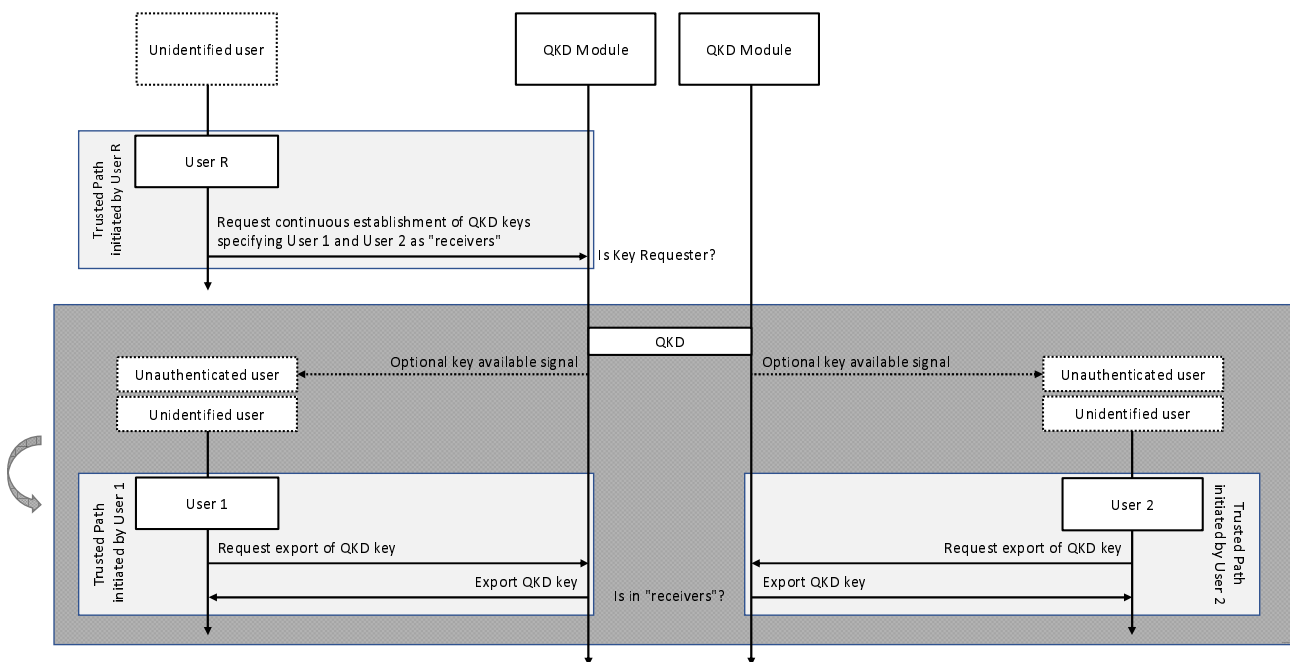 Unidentified user
QKD Module
QKD Module
Trusted Path
initiated by User R
User R
Request continuous establishment of QKD keys
specifying User 1 and User 2 as "receivers"
Is Key Requester?
QKD
Optional key available signal
Optional key available signal
Unauthenticated user
Unauthenticated user
Unidentified user
Unidentified user
Trusted Path
initiated by User 1
User 1
User 2
Trusted Path
initiated by User 2
Request export of QKD key
Request export of QKD key
Export QKD key
Is in "receivers"?
Export QKD key